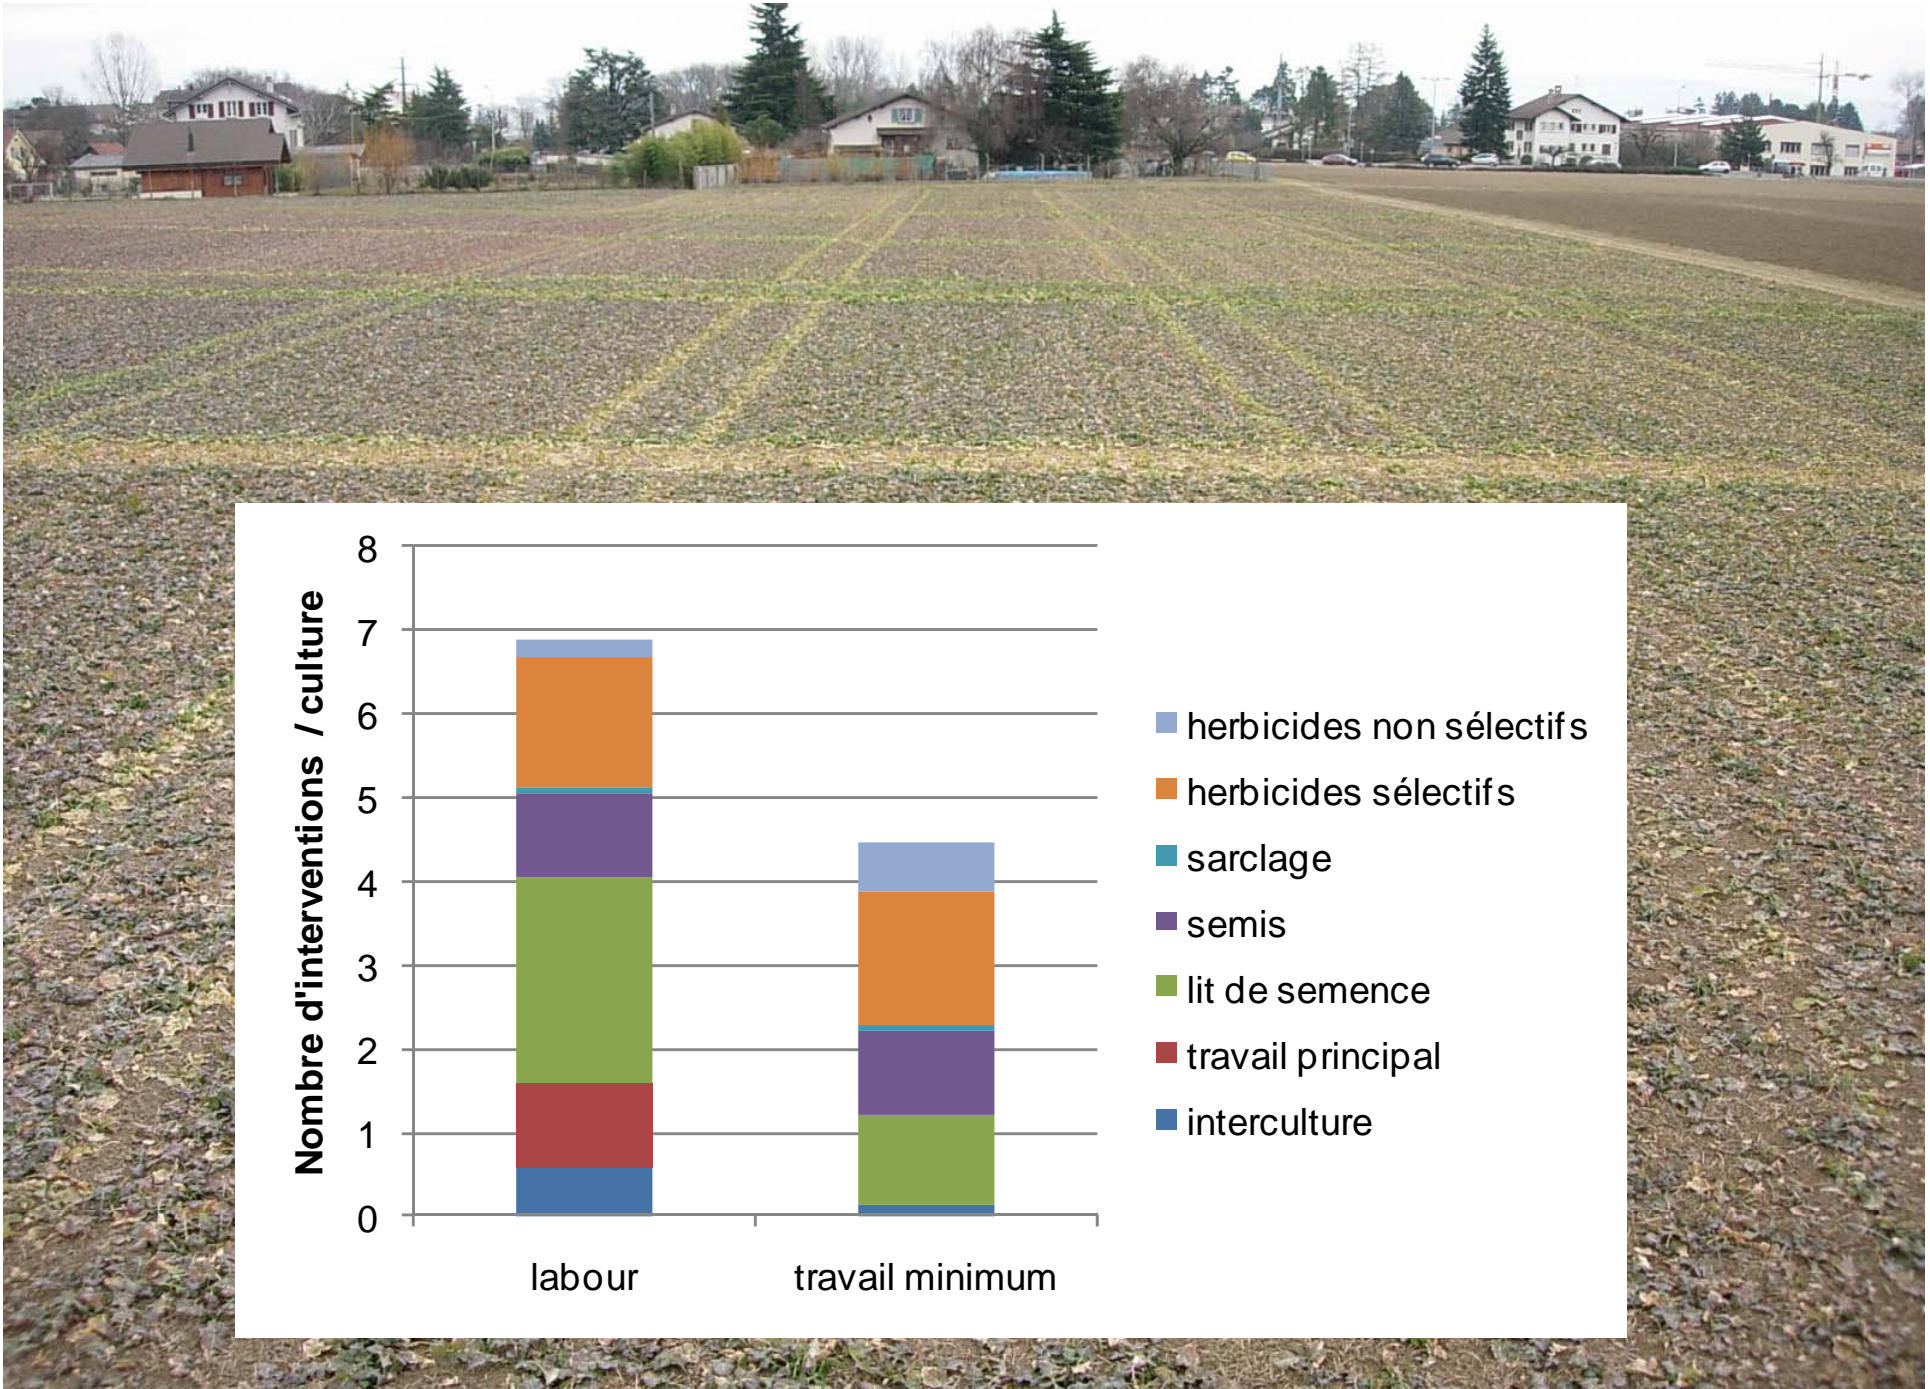 Nombre d'interventions / culture
8
7
6
5
4
3
2
1
0
labour
travail minimum
herbicides non sélectifs
herbicides sélectifs
sarclage
semis
lit de semence
travail principal
interculture